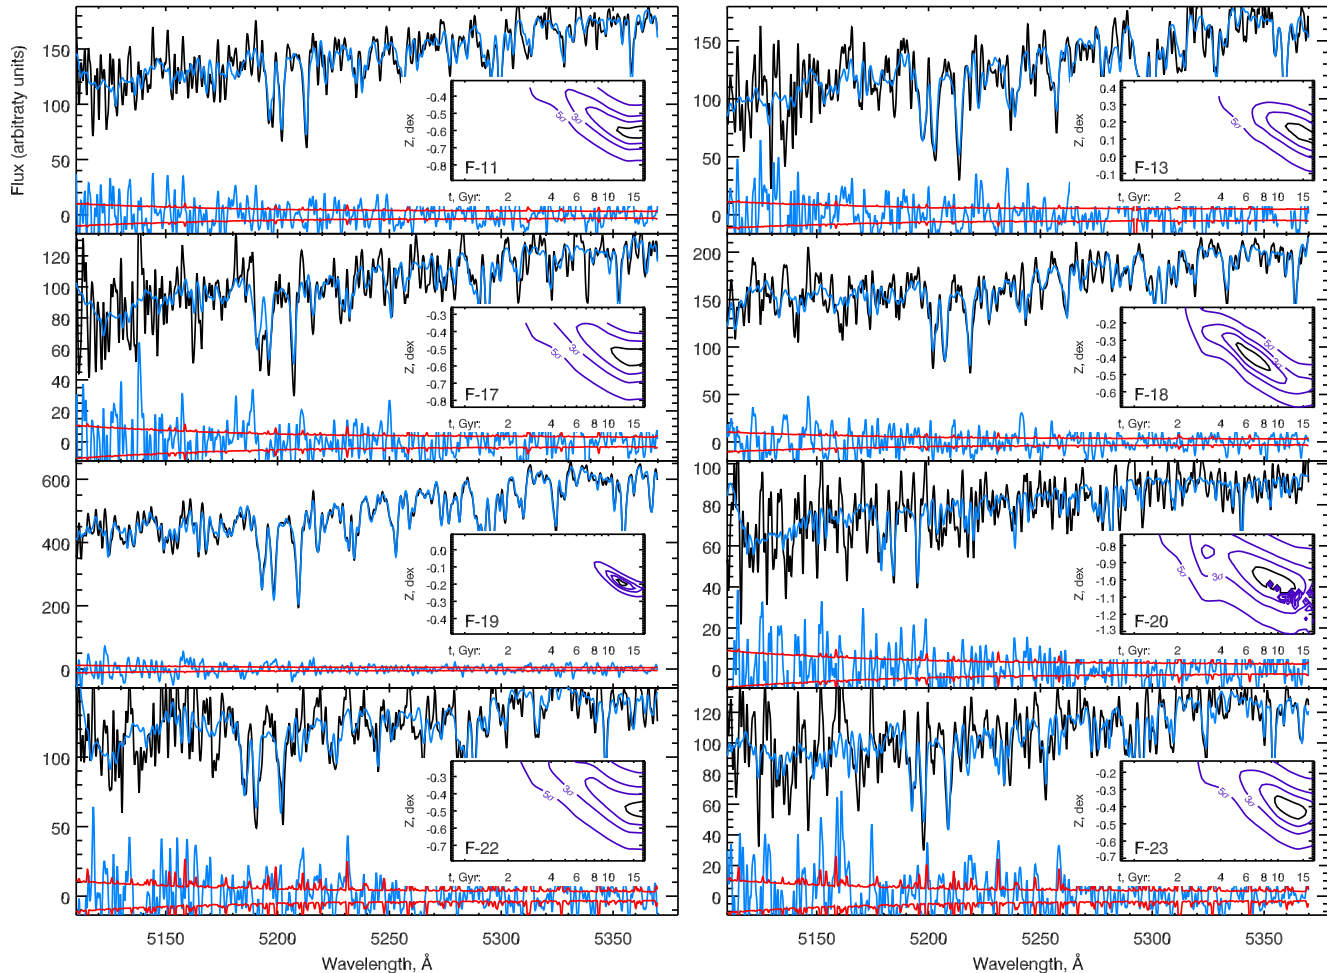 Flux (arbitraty units)
150
100
50
0
-0.4
-0.5
-0.6
-0.7
-0.8
Z, dex
5σ
3σ
F-11
t, Gyr: 2 4 6 8 10 15
150
100
50
0
0.4
0.3
0.2
0.1
0.0
-0.1
Z, dex
5σ
F-13
t, Gyr: 2 4 6 8 10 15
120
100
80
60
40
20
0
-0.3
-0.4
-0.5
-0.6
-0.7
-0.8
Z, dex
5σ
3σ
F-17
t, Gyr: 2 4 6 8 10 15
200
150
100
50
0
-0.2
-0.3
-0.4
-0.5
-0.6
Z, dex
5σ
3σ
F-18
t, Gyr: 2 4 6 8 10 15
600
400
200
0
0.0
-0.1
-0.2
-0.3
-0.4
Z, dex
F-19
t, Gyr: 2 4 6 8 10 15
100
80
60
40
20
0
-0.8
-0.9
-1.0
-1.1
-1.2
-1.3
Z, dex
5σ
3σ
F-20
t, Gyr: 2 4 6 8 10 15
100
50
0
-0.3
-0.4
-0.5
-0.6
-0.7
Z, dex
5σ
3σ
F-22
t, Gyr: 2 4 6 8 10 15
120
100
80
60
40
20
0
-0.2
-0.3
-0.4
-0.5
-0.6
-0.7
Z, dex
5σ
3σ
F-23
t, Gyr: 2 4 6 8 10 15
5150 5200 5250 5300 5350
Wavelength, Å
5150 5200 5250 5300 5350
Wavelength, Å